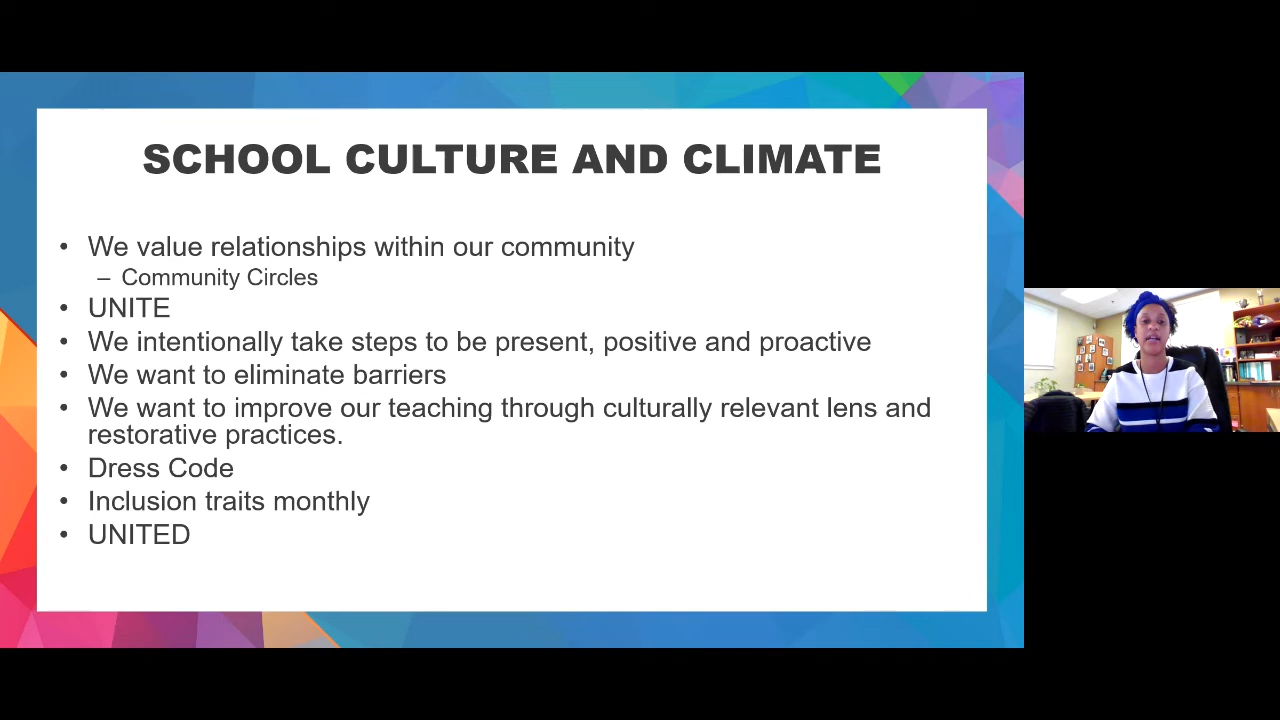 SCHOOL CULTURE AND CLIMATE
• We value relationships within our community
– Community Circles
• UNITE
• We intentionally take steps to be present, positive and proactive
• We want to eliminate barriers
• We want to improve our teaching through culturally relevant lens and
restorative practices.
• Dress Code
• Inclusion traits monthly
• UNITED